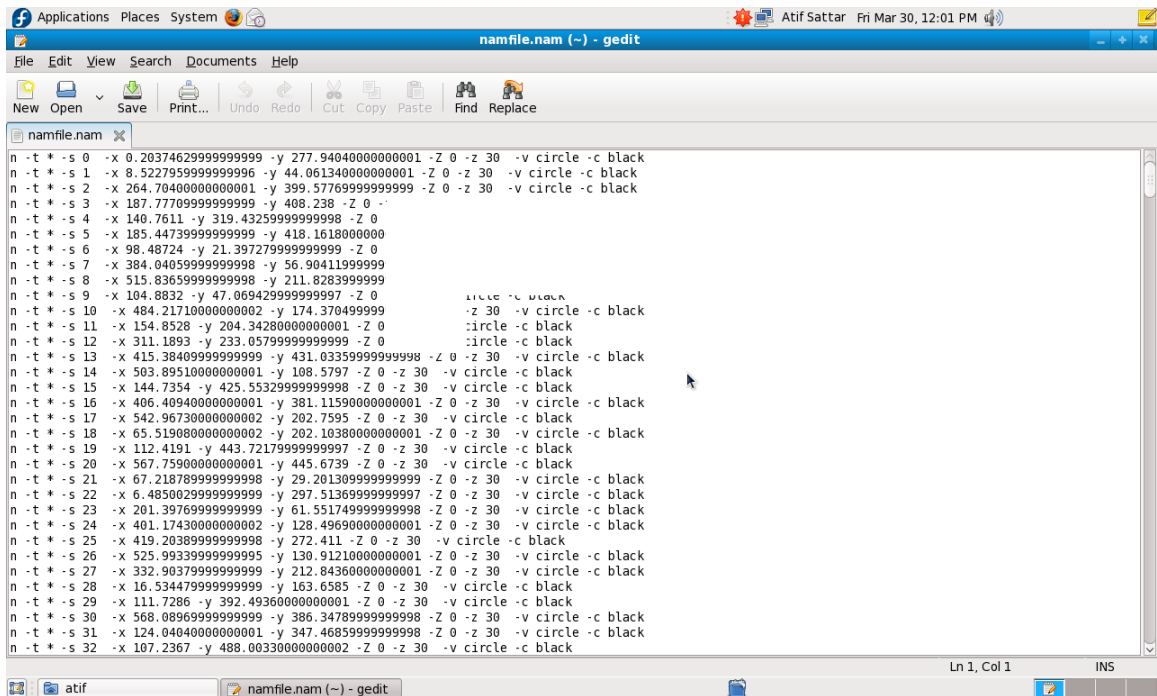 Applications Places System Atif Sattar Fri Mar 30, 12:01 PM
namfile.nam (~) - gedit
File Edit View Search Documents Help
New Open Save Print... Undo Redo Cut Copy Paste Find Replace
namfile.nam
n -t * -s 0 -x 0.20374629999999999 -y 277.94040000000001 -Z 0 -z 30 -v circle -c black
n -t * -s 1 -x 8.5227959999999996 -y 44.061340000000001 -Z 0 -z 30 -v circle -c black
n -t * -s 2 -x 264.70400000000001 -y 399.57769999999999 -Z 0 -z 30 -v circle -c black
n -t * -s 3 -x 187.77709999999999 -y 408.238 -Z 0
n -t * -s 4 -x 140.7611 -y 319.43259999999998 -Z 0
n -t * -s 5 -x 185.44739999999999 -y 418.1618000000
n -t * -s 6 -x 98.48724 -y 21.397279999999999 -Z 0
n -t * -s 7 -x 384.04059999999998 -y 56.90411999999
n -t * -s 8 -x 515.83659999999998 -y 211.8283999999
n -t * -s 9 -x 104.8832 -y 47.069429999999997 -Z 0 -c black
n -t * -s 10 -x 484.21710000000002 -y 174.370499999 -z 30 -v circle -c black
n -t * -s 11 -x 154.8528 -y 204.34280000000001 -Z 0 circle -c black
n -t * -s 12 -x 311.1893 -y 233.05799999999999 -Z 0 circle -c black
n -t * -s 13 -x 415.38409999999999 -y 431.03359999999998 -Z 0 -z 30 -v circle -c black
n -t * -s 14 -x 503.89510000000001 -y 108.5797 -Z 0 -z 30 -v circle -c black
n -t * -s 15 -x 144.7354 -y 425.55329999999998 -Z 0 -z 30 -v circle -c black
n -t * -s 16 -x 406.40940000000001 -y 381.11590000000001 -Z 0 -z 30 -v circle -c black
n -t * -s 17 -x 542.96730000000002 -y 202.7595 -Z 0 -z 30 -v circle -c black
n -t * -s 18 -x 65.519080000000002 -y 202.10380000000001 -Z 0 -z 30 -v circle -c black
n -t * -s 19 -x 112.4191 -y 443.72179999999997 -Z 0 -z 30 -v circle -c black
n -t * -s 20 -x 567.75900000000001 -y 445.6739 -Z 0 -z 30 -v circle -c black
n -t * -s 21 -x 67.218789999999998 -y 29.201309999999999 -Z 0 -z 30 -v circle -c black
n -t * -s 22 -x 6.4850029999999999 -y 297.51369999999997 -Z 0 -z 30 -v circle -c black
n -t * -s 23 -x 201.39769999999999 -y 61.551749999999998 -Z 0 -z 30 -v circle -c black
n -t * -s 24 -x 401.17430000000002 -y 128.49690000000001 -Z 0 -z 30 -v circle -c black
n -t * -s 25 -x 419.20389999999998 -y 272.411 -Z 0 -z 30 -v circle -c black
n -t * -s 26 -x 525.99339999999995 -y 130.91210000000001 -Z 0 -z 30 -v circle -c black
n -t * -s 27 -x 332.90379999999999 -y 212.84360000000001 -Z 0 -z 30 -v circle -c black
n -t * -s 28 -x 16.534479999999999 -y 163.6585 -Z 0 -z 30 -v circle -c black
n -t * -s 29 -x 111.7286 -y 392.49360000000001 -Z 0 -z 30 -v circle -c black
n -t * -s 30 -x 568.08969999999999 -y 386.34789999999998 -Z 0 -z 30 -v circle -c black
n -t * -s 31 -x 124.04040000000001 -y 347.46859999999998 -Z 0 -z 30 -v circle -c black
n -t * -s 32 -x 107.2367 -y 488.00330000000002 -Z 0 -z 30 -v circle -c black
Ln 1, Col 1 INS
atif namfile.nam (~) - gedit